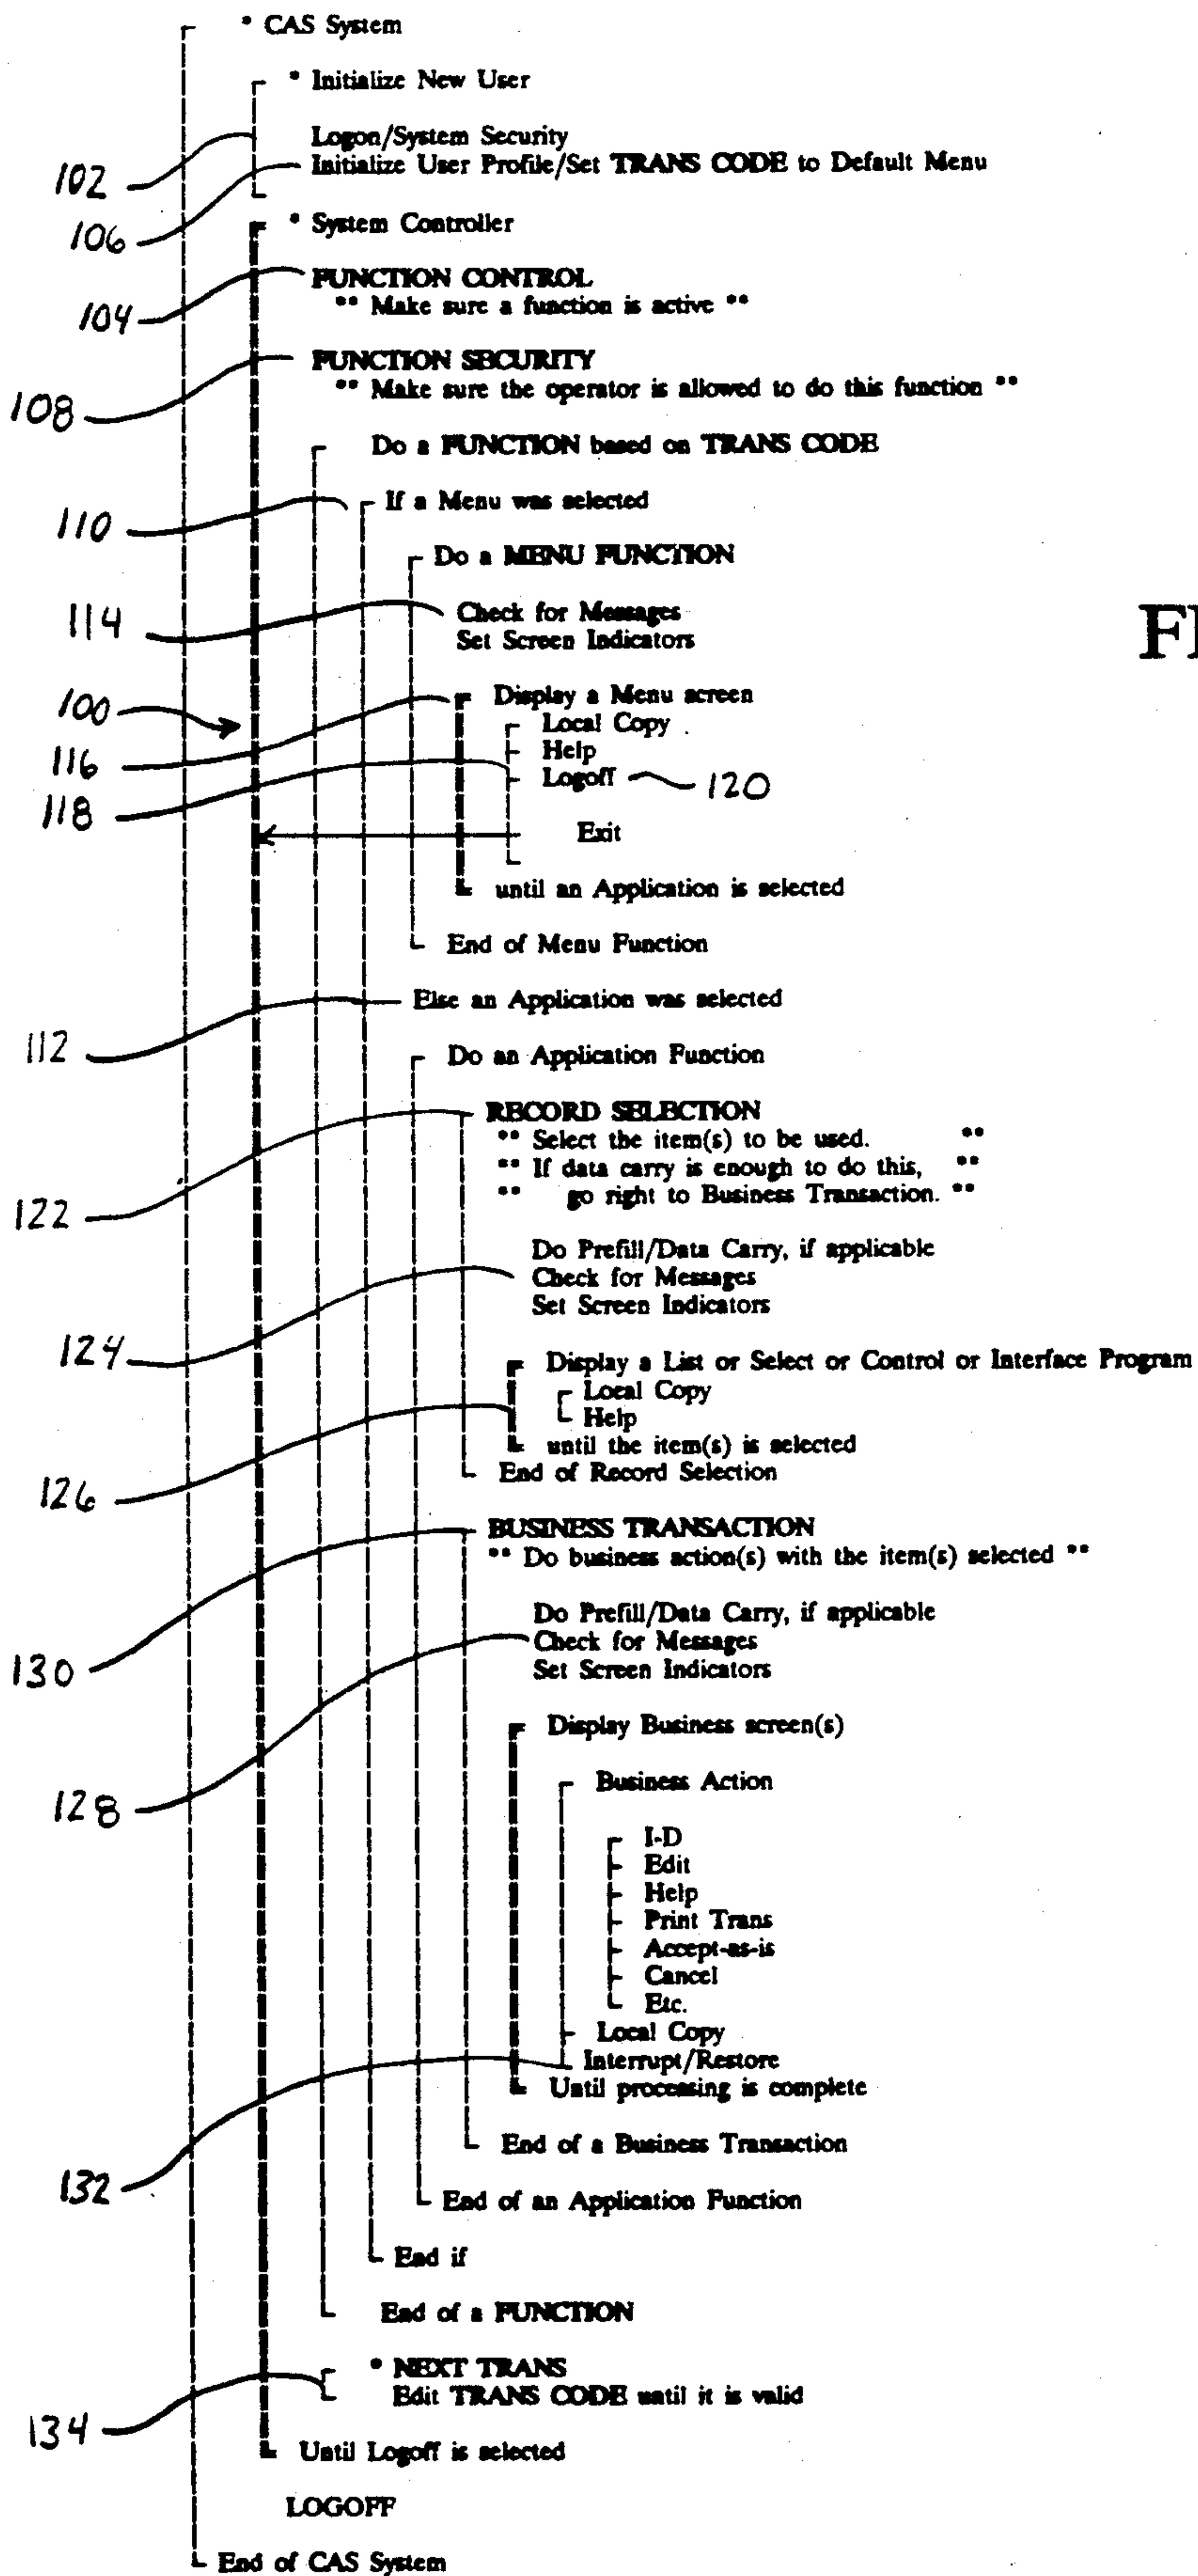 * CAS System
* Initialize New User
Logon/System Security
102
Initialize User Profile/Set TRANS CODE to Default Menu
106
* System Controller
FUNCTION CONTROL
104
** Make sure a function is active **
FUNCTION SECURITY
108
** Make sure the operator is allowed to do this function **
Do a FUNCTION based on TRANS CODE
110
If a Menu was selected
Do a MENU FUNCTION
114
Check for Messages
Set Screen Indicators
100
116
Display a Menu screen
118
Local Copy
Help
Logoff 120
Exit
until an Application is selected
End of Menu Function
112
Else an Application was selected
Do an Application Function
122
RECORD SELECTION
** Select the item(s) to be used. **
** If data carry is enough to do this, **
** go right to Business Transaction. **
124
Do Prefill/Data Carry, if applicable
Check for Messages
Set Screen Indicators
126
Display a List or Select or Control or Interface Program
Local Copy
Help
until the item(s) is selected
End of Record Selection
130
BUSINESS TRANSACTION
** Do business action(s) with the item(s) selected **
128
Do Prefill/Data Carry, if applicable
Check for Messages
Set Screen Indicators
Display Business screen(s)
Business Action
I-D
Edit
Help
Print Trans
Accept-as-is
Cancel
Etc.
Local Copy
132
Interrupt/Restore
Until processing is complete
End of a Business Transaction
End of an Application Function
End if
End of a FUNCTION
134
* NEXT TRANS
Edit TRANS CODE until it is valid
Until Logoff is selected
LOGOFF
End of CAS System